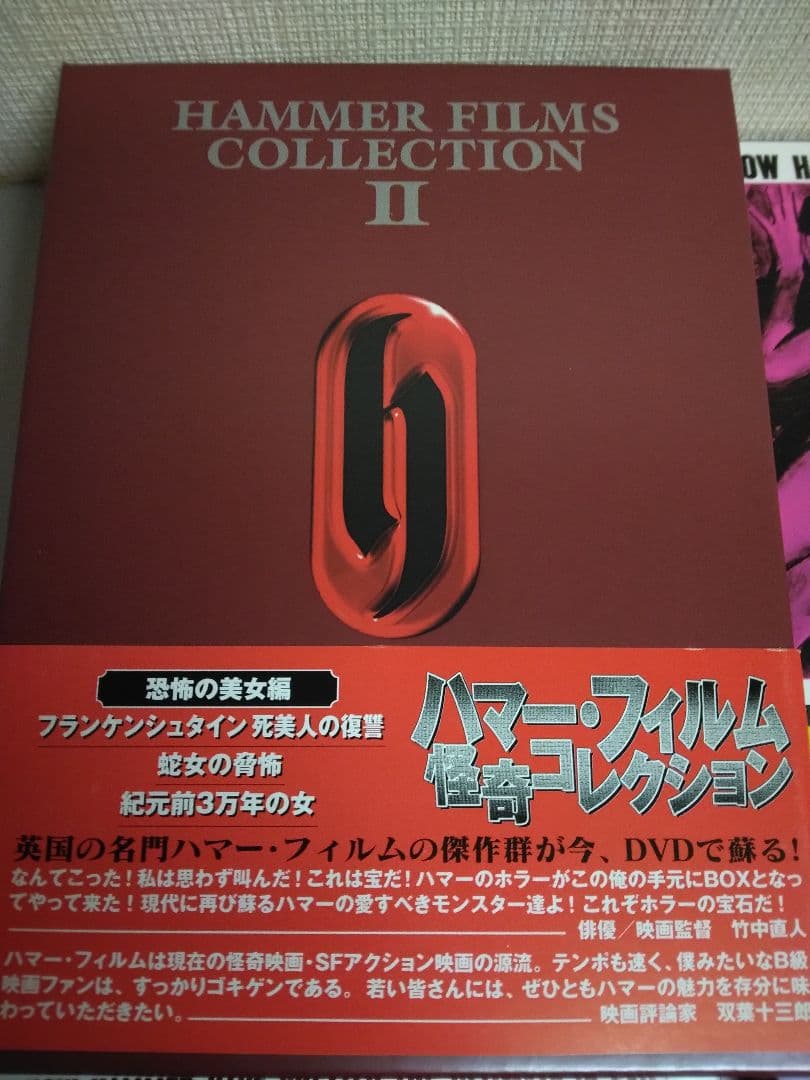 HAMMER FILMS
COLLECTION
II
OW H
恐怖の美女編
フランケンシュタイン 死美人の復讐
蛇女の脅怖
紀元前3万年の女
ハマー・フィルム
怪奇コレクション
英国の名門ハマー・フィルムの傑作群が今、DVDで蘇る!
なんてこった!私は思わず叫んだ!これは宝だ!ハマーのホラーがこの俺の手元にBOXとなっ
てやって来た!現代に再び蘇るハマーの愛すべきモンスター達よ!これぞホラーの宝石だ!
俳優/映画監督 竹中直人
ハマー・フィルムは現在の怪奇映画・SFアクション映画の源流。テンポも速く、僕みたいなB級
映画ファンは、すっかりゴキゲンである。若い皆さんには、ぜひともハマーの魅力を存分に味
わっていただきたい。
映画評論家 双葉十三郎